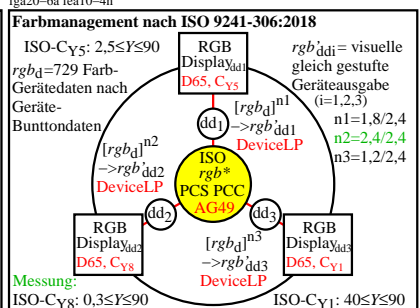 Farbmanagement nach ISO 9241-306:2018
ISO-CY5: 2,5≤Y≤90
rgbd=729 Farb-
Gerätedaten nach
Geräte-
Bunttondaten
RGB
Displaydd1
D65, CY5
rgb'ddi= visuelle
gleich gestufte
Geräteausgabe
(i=1,2,3)
n1=1,8/2,4
n2=2,4/2,4
n3=1,2/2,4
dd1
[rgbd]n1
–>rgb'dd1
DeviceLP
[rgbd]n2
–>rgb'dd2
DeviceLP
ISO
rgb*
PCS PCC
AG49
dd2
dd3
RGB
Displaydd2
D65, CY8
[rgbd]n3
–>rgb'dd3
DeviceLP
RGB
Displaydd3
D65, CY1
Messung:
ISO-CY8: 0,3≤Y≤90
ISO-CY1: 40≤Y≤90